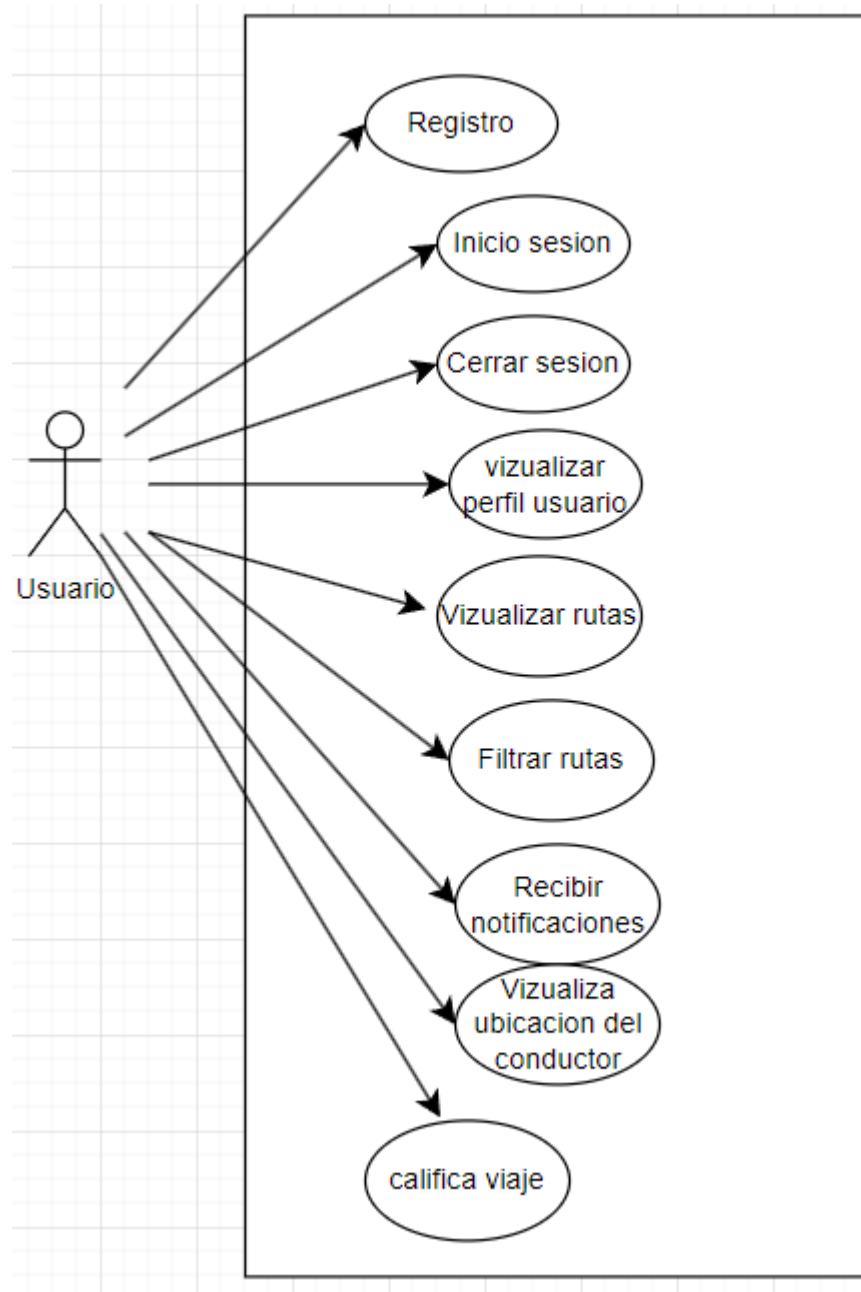 Registro
Inicio sesion
Cerrar sesion
vizualizar
perfil usuario
Usuario
Vizualizar rutas
Filtrar rutas
Recibir
notificaciones
Vizualiza
ubicacion del
conductor
califica viaje